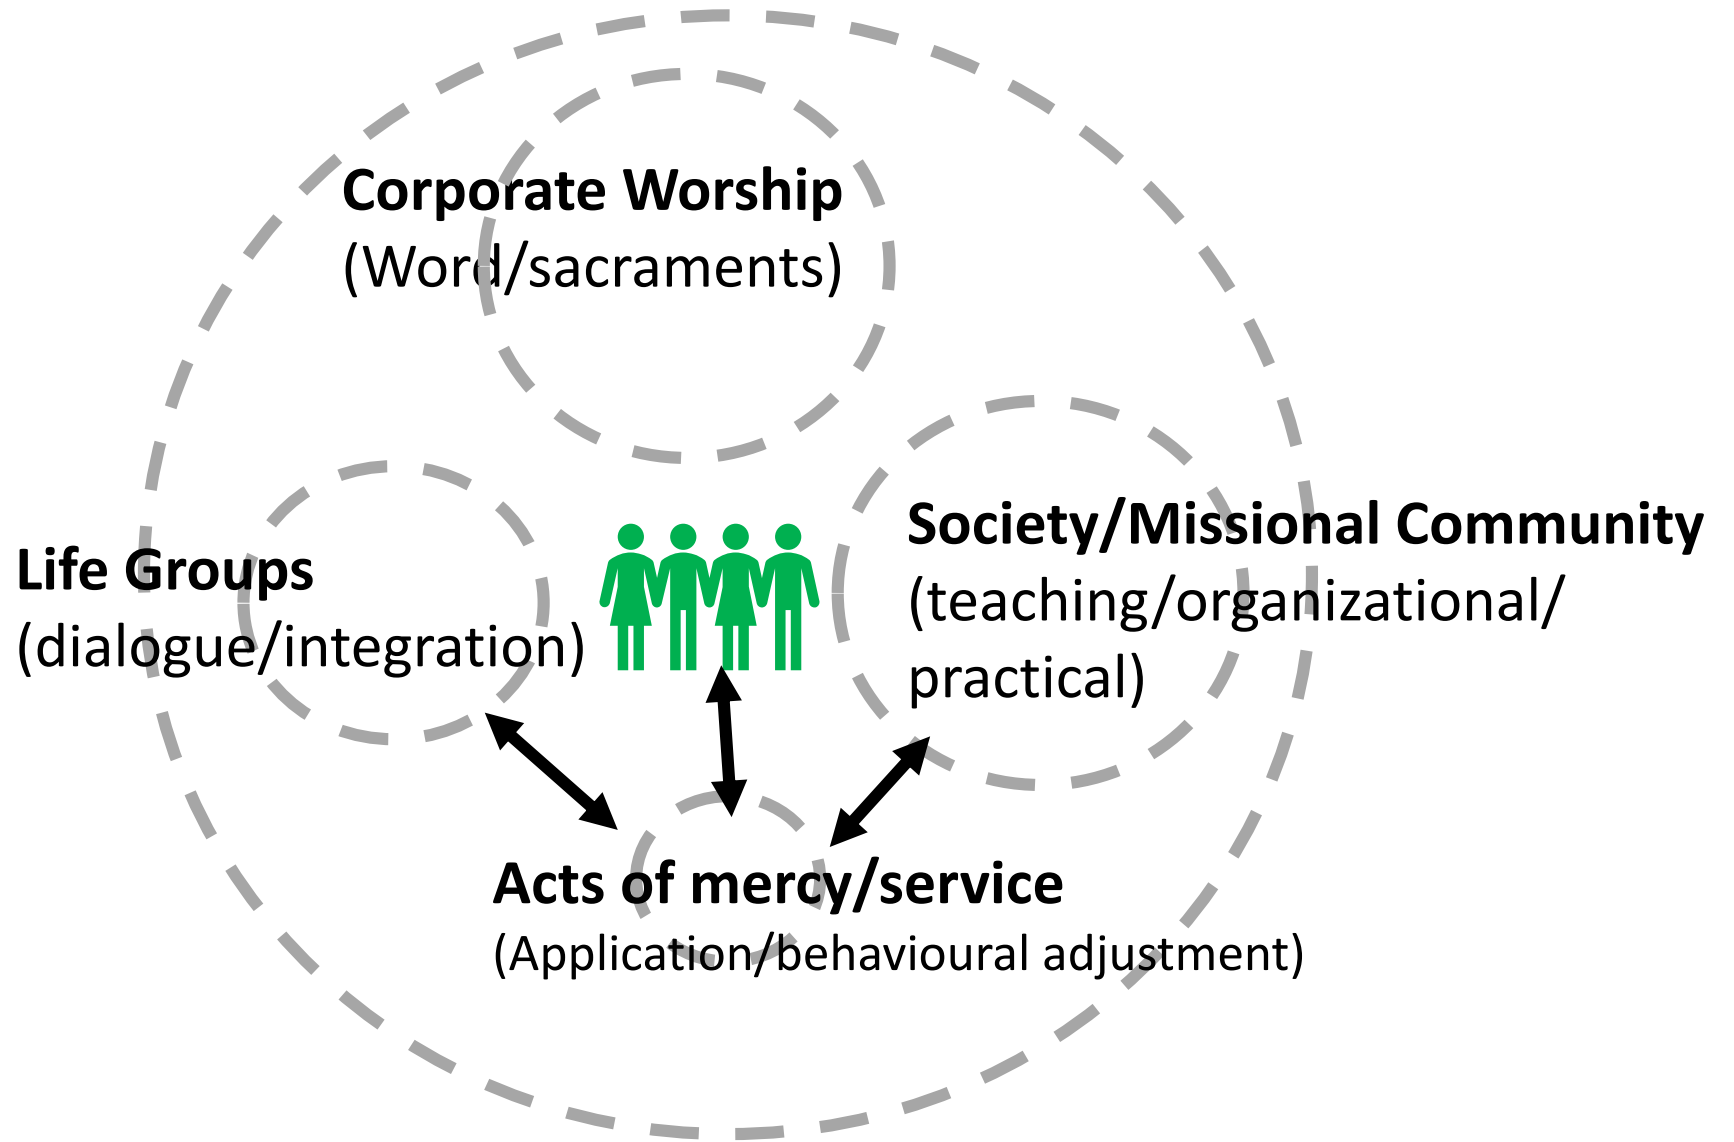 Corporate Worship
(Word/sacraments)
Society/Missional Community
(teaching/organizational/
practical)
Life Groups
(dialogue/integration)
Acts of mercy/service
(Application/behavioural adjustment)